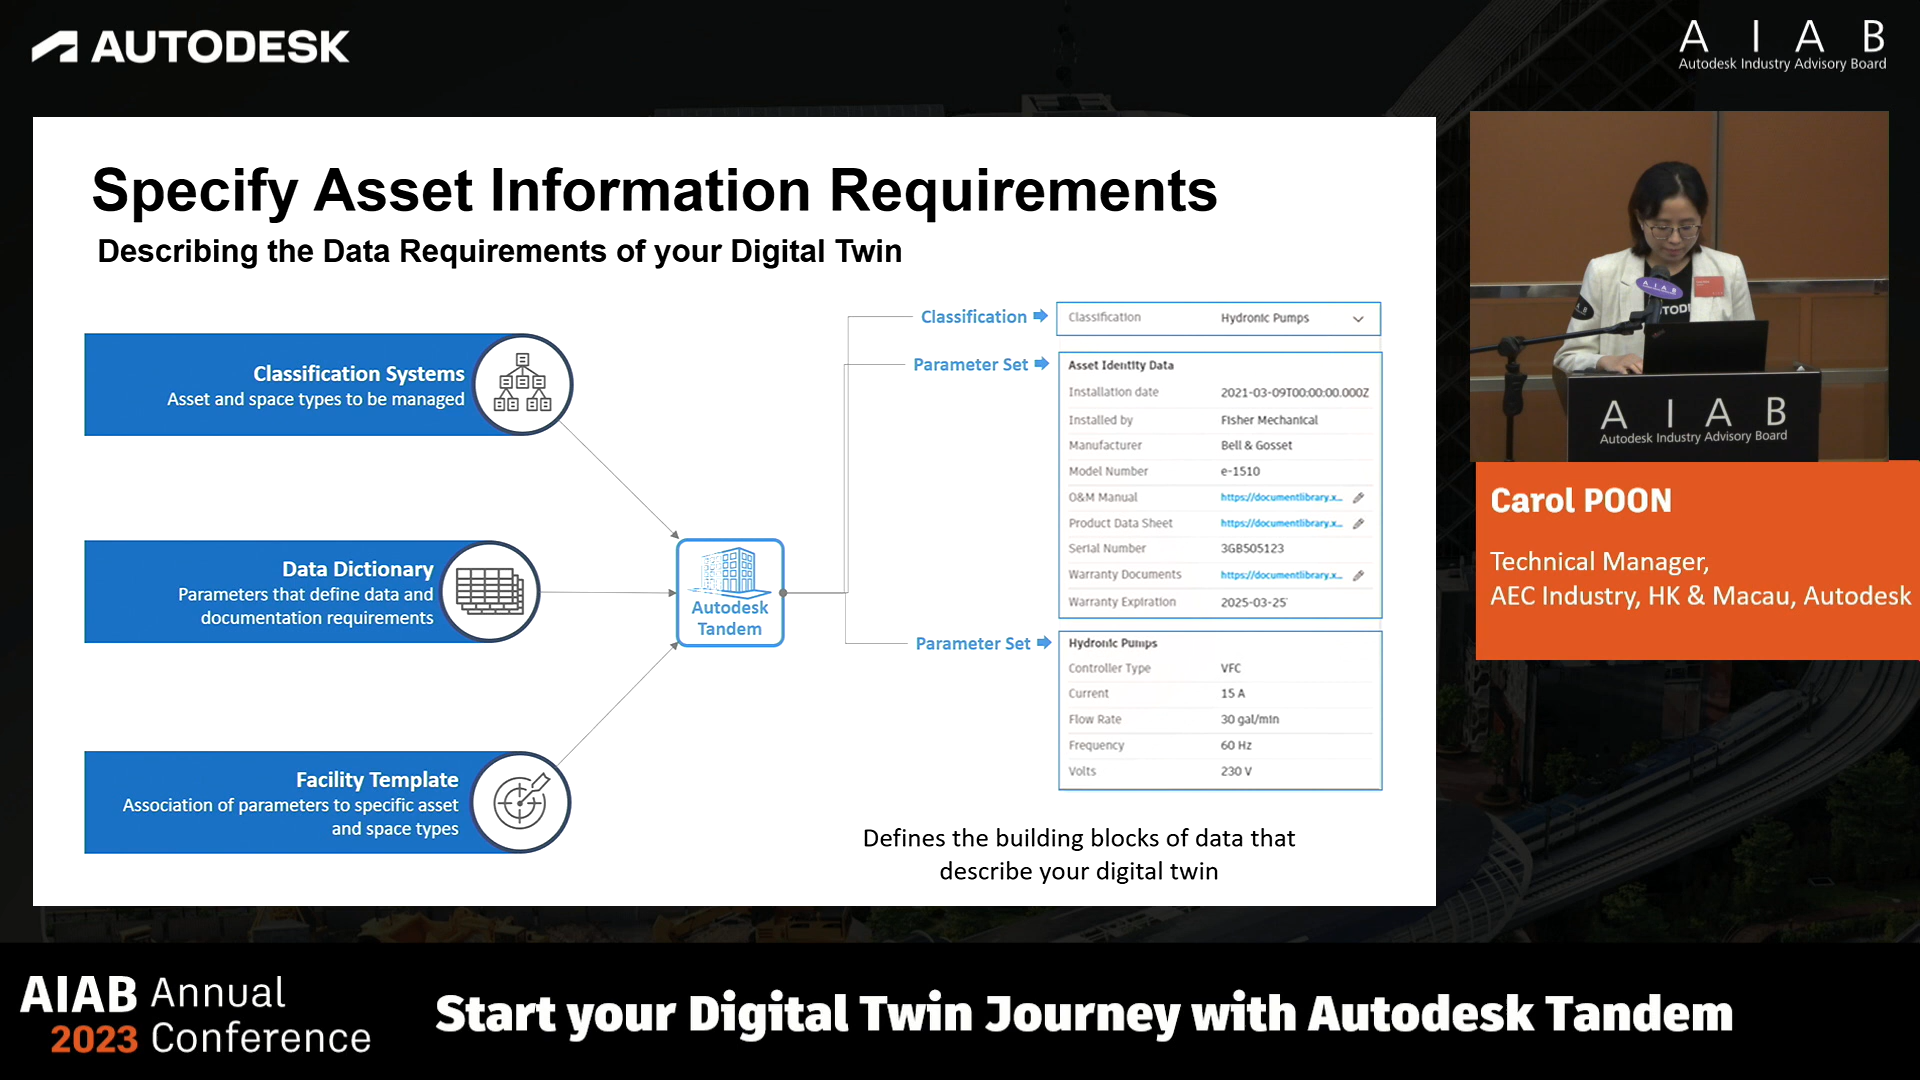 AUTODESK
A I A B
Autodesk Industry Advisory Board
Specify Asset Information Requirements
Describing the Data Requirements of your Digital Twin
Classification Systems
Asset and space types to be managed
Data Dictionary
Parameters that define data and
documentation requirements
Facility Template
Association of parameters to specific asset
and space types
Autodesk
Tandem
Classification
Classification Hydronic Pumps
Parameter Set
Asset Identity Data
Installation date 2021-03-09T00:00:00.000Z
Installed by Fisher Mechanical
Manufacturer Bell & Gosset
Model Number e-1510
O&M Manual https://documentlibrary.x...
Product Data Sheet https://documentlibrary.x...
Serial Number 3GB505123
Warranty Documents https://documentlibrary.x...
Warranty Expiration 2025-03-25
Parameter Set
Hydronic Pumps
Controller Type VFC
Current 15 A
Flow Rate 30 gal/min
Frequency 60 Hz
Volts 230 V
Defines the building blocks of data that
describe your digital twin
A I A B
A I A B
Autodesk Industry Advisory Board
Carol POON
Technical Manager,
AEC Industry, HK & Macau, Autodesk
AIAB Annual
2023 Conference
Start your Digital Twin Journey with Autodesk Tandem